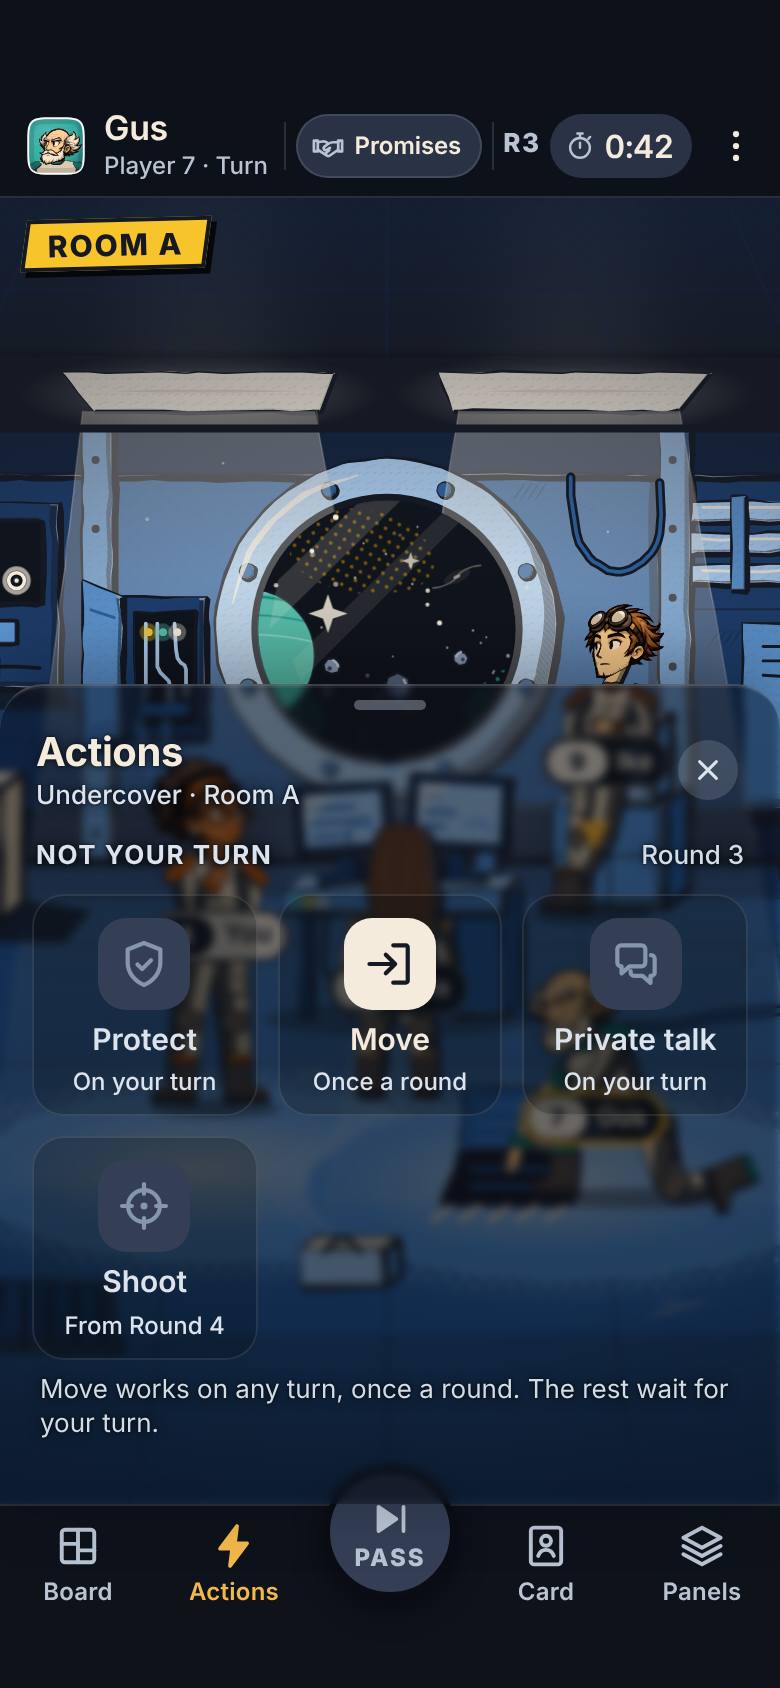 Gus
Player 7 · Turn
Promises
R3
0:42
ROOM A
Actions
Undercover · Room A
NOT YOUR TURN
Round 3
Protect
On your turn
Move
Once a round
Private talk
On your turn
Shoot
From Round 4
Move works on any turn, once a round. The rest wait for
your turn.
Board
Actions
PASS
Card
Panels